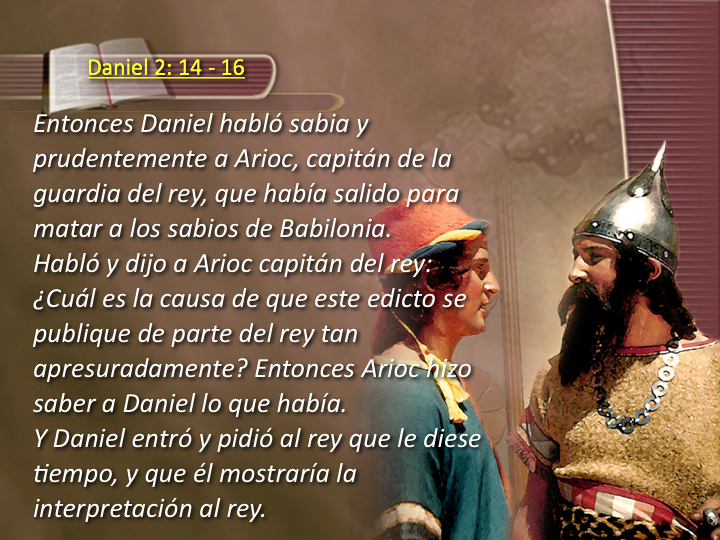 Daniel 2: 14 - 16
Entonces Daniel habló sabia y
prudentemente a Arioc, capitán de la
guardia del rey, que había salido para
matar a los sabios de Babilonia.
Habló y dijo a Arioc capitán del rey:
¿Cuál es la causa de que este edicto se
publique de parte del rey tan
apresuradamente? Entonces Arioc hizo
saber a Daniel lo que había.
Y Daniel entró y pidió al rey que le diese
tiempo, y que él mostraría la
interpretación al rey.